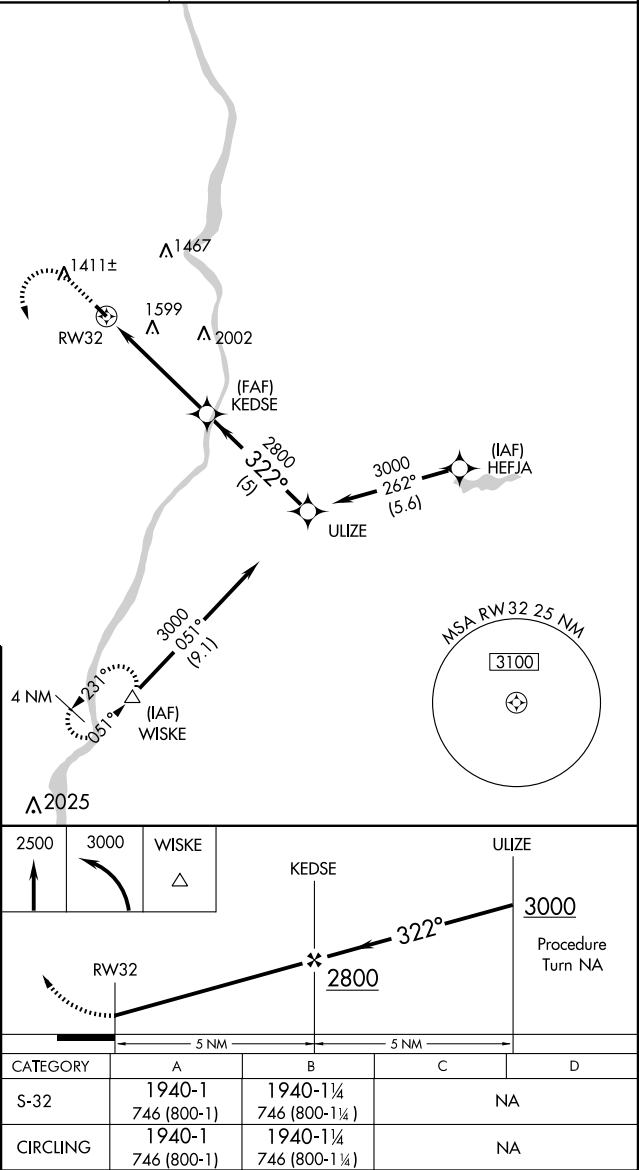 1467
1411±
1599
RW32
2002
(FAF)
KEDSE
2800
322°
(5)
(IAF)
HEFJA
3000
262°
(5.6)
ULIZE
3000
051°
(9.1)
MSA RW32 25 NM
3100
4 NM
231°
051°
(IAF)
WISKE
2025
2500
3000
WISKE
KEDSE
ULIZE
322°
3000
Procedure
Turn NA
2800
RW32
5 NM
5 NM
CATEGORY A B C D
S-32 1940-1 746 (800-1) 1940-1¼ 746 (800-1¼) NA
CIRCLING 1940-1 746 (800-1) 1940-1¼ 746 (800-1¼) NA